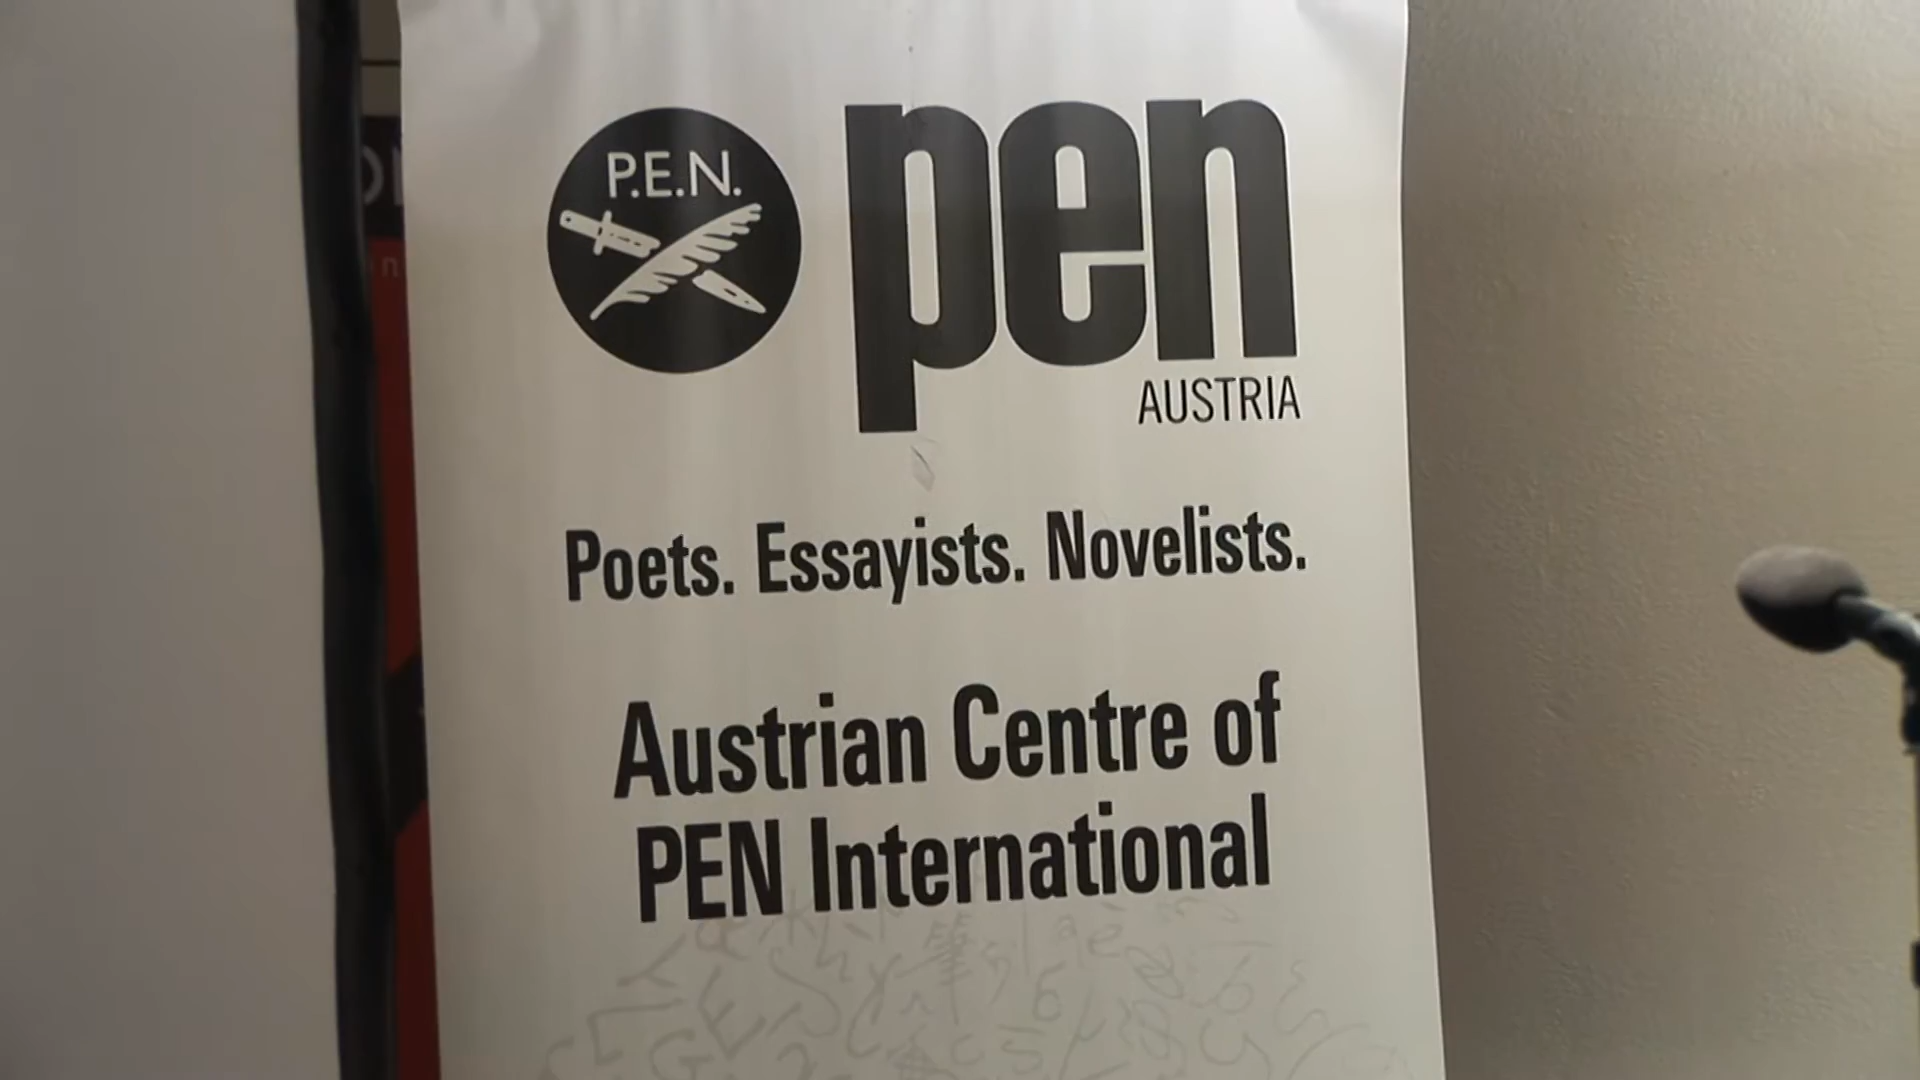 P.E.N.
pen
AUSTRIA
Poets. Essayists. Novelists.
Austrian Centre of
PEN International